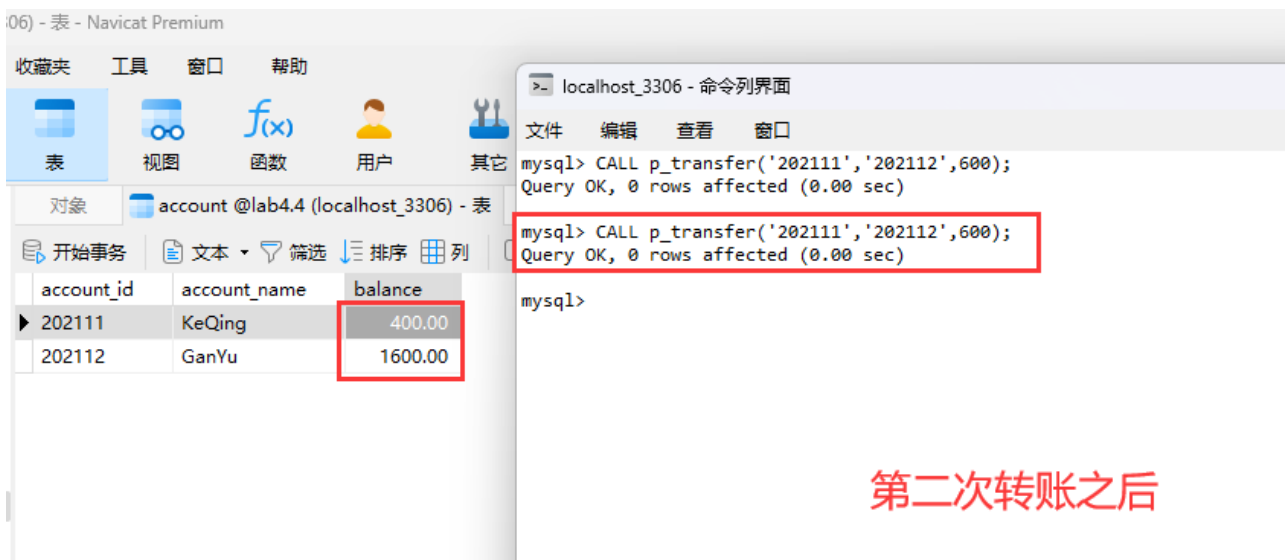 306) - 表 - Navicat Premium
收藏夹 工具 窗口 帮助
表 视图 函数 用户 其它
对象 account @lab4.4 (localhost_3306) - 表
开始事务 文本 筛选 排序 列
account_id account_name balance
202111 KeQing 400.00
202112 GanYu 1600.00
localhost_3306 - 命令列界面
文件 编辑 查看 窗口
mysql> CALL p_transfer('202111','202112',600);
Query OK, 0 rows affected (0.00 sec)
mysql> CALL p_transfer('202111','202112',600);
Query OK, 0 rows affected (0.00 sec)
mysql>
第二次转账之后